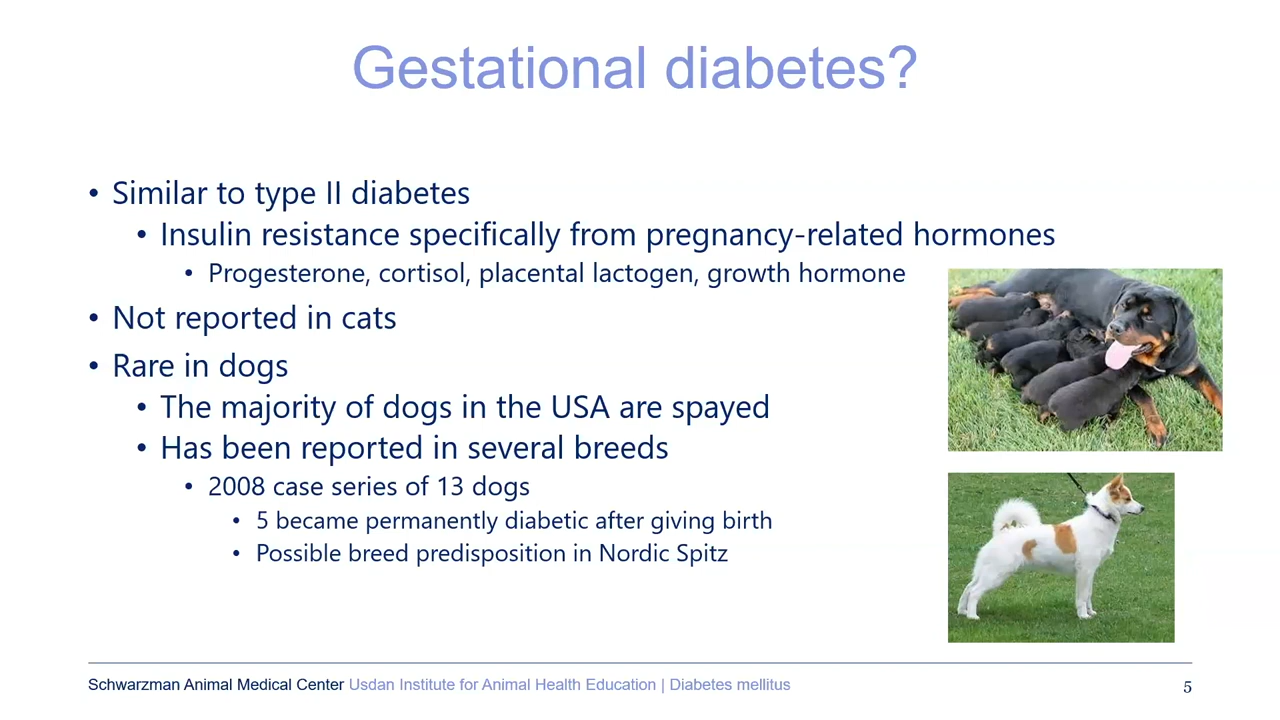 Gestational diabetes?
• Similar to type II diabetes
• Insulin resistance specifically from pregnancy-related hormones
• Progesterone, cortisol, placental lactogen, growth hormone
• Not reported in cats
• Rare in dogs
• The majority of dogs in the USA are spayed
• Has been reported in several breeds
• 2008 case series of 13 dogs
• 5 became permanently diabetic after giving birth
• Possible breed predisposition in Nordic Spitz
Schwarzman Animal Medical Center Usdan Institute for Animal Health Education | Diabetes mellitus 5